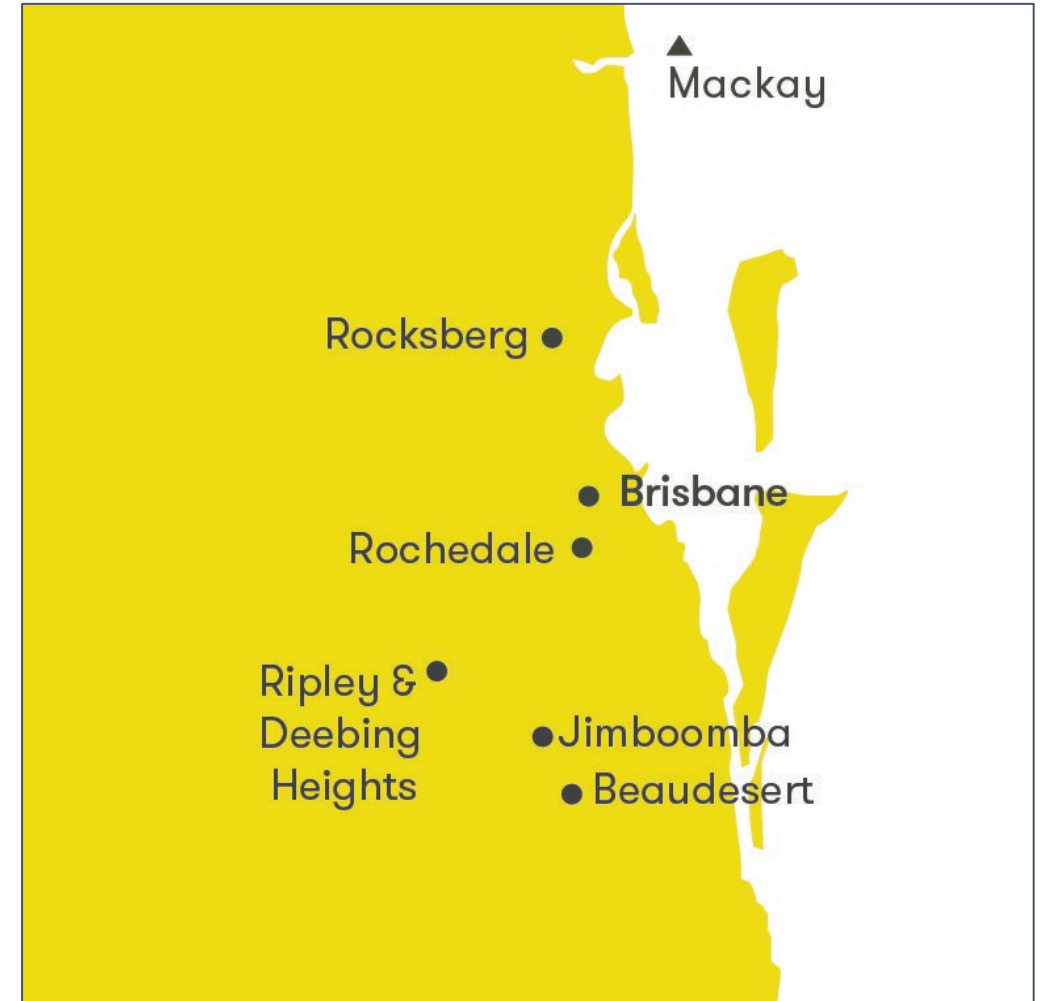 Mackay
Rocksberg
Brisbane
Rochedale
Ripley &
Deebing
Heights
Jimboomba
Beaudesert